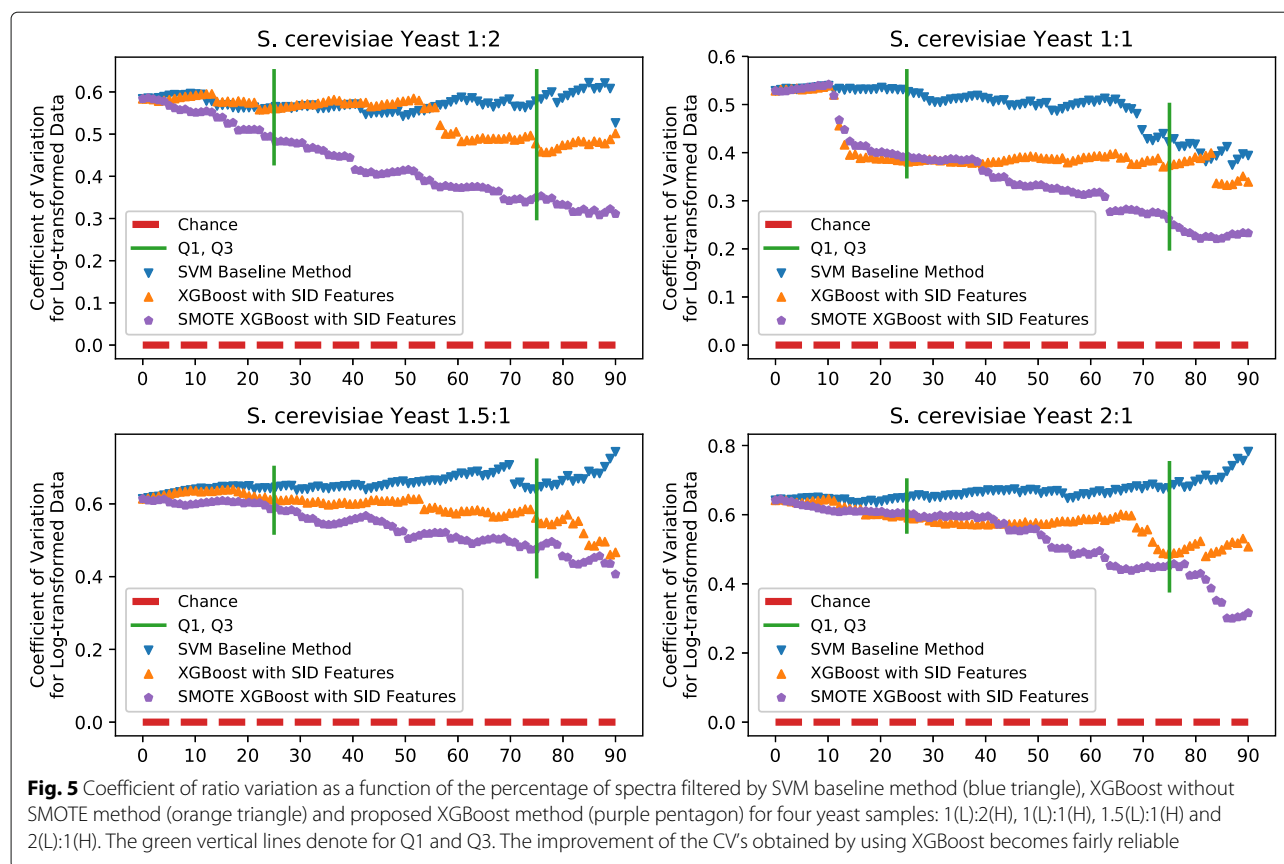 S. cerevisiae Yeast 1:2
Coefficient of Variation
for Log-transformed Data
0.6
0.5
0.4
0.3
0.2
0.1
0.0
Chance
Q1, Q3
SVM Baseline Method
XGBoost with SID Features
SMOTE XGBoost with SID Features
0 10 20 30 40 50 60 70 80 90
S. cerevisiae Yeast 1:1
Coefficient of Variation
for Log-transformed Data
0.6
0.5
0.4
0.3
0.2
0.1
0.0
Chance
Q1, Q3
SVM Baseline Method
XGBoost with SID Features
SMOTE XGBoost with SID Features
0 10 20 30 40 50 60 70 80 90
S. cerevisiae Yeast 1.5:1
Coefficient of Variation
for Log-transformed Data
0.6
0.4
0.2
0.0
Chance
Q1, Q3
SVM Baseline Method
XGBoost with SID Features
SMOTE XGBoost with SID Features
0 10 20 30 40 50 60 70 80 90
S. cerevisiae Yeast 2:1
Coefficient of Variation
for Log-transformed Data
0.8
0.6
0.4
0.2
0.0
Chance
Q1, Q3
SVM Baseline Method
XGBoost with SID Features
SMOTE XGBoost with SID Features
0 10 20 30 40 50 60 70 80 90
Fig. 5 Coefficient of ratio variation as a function of the percentage of spectra filtered by SVM baseline method (blue triangle), XGBoost without
SMOTE method (orange triangle) and proposed XGBoost method (purple pentagon) for four yeast samples: 1(L):2(H), 1(L):1(H), 1.5(L):1(H) and
2(L):1(H). The green vertical lines denote for Q1 and Q3. The improvement of the CV's obtained by using XGBoost becomes fairly reliable